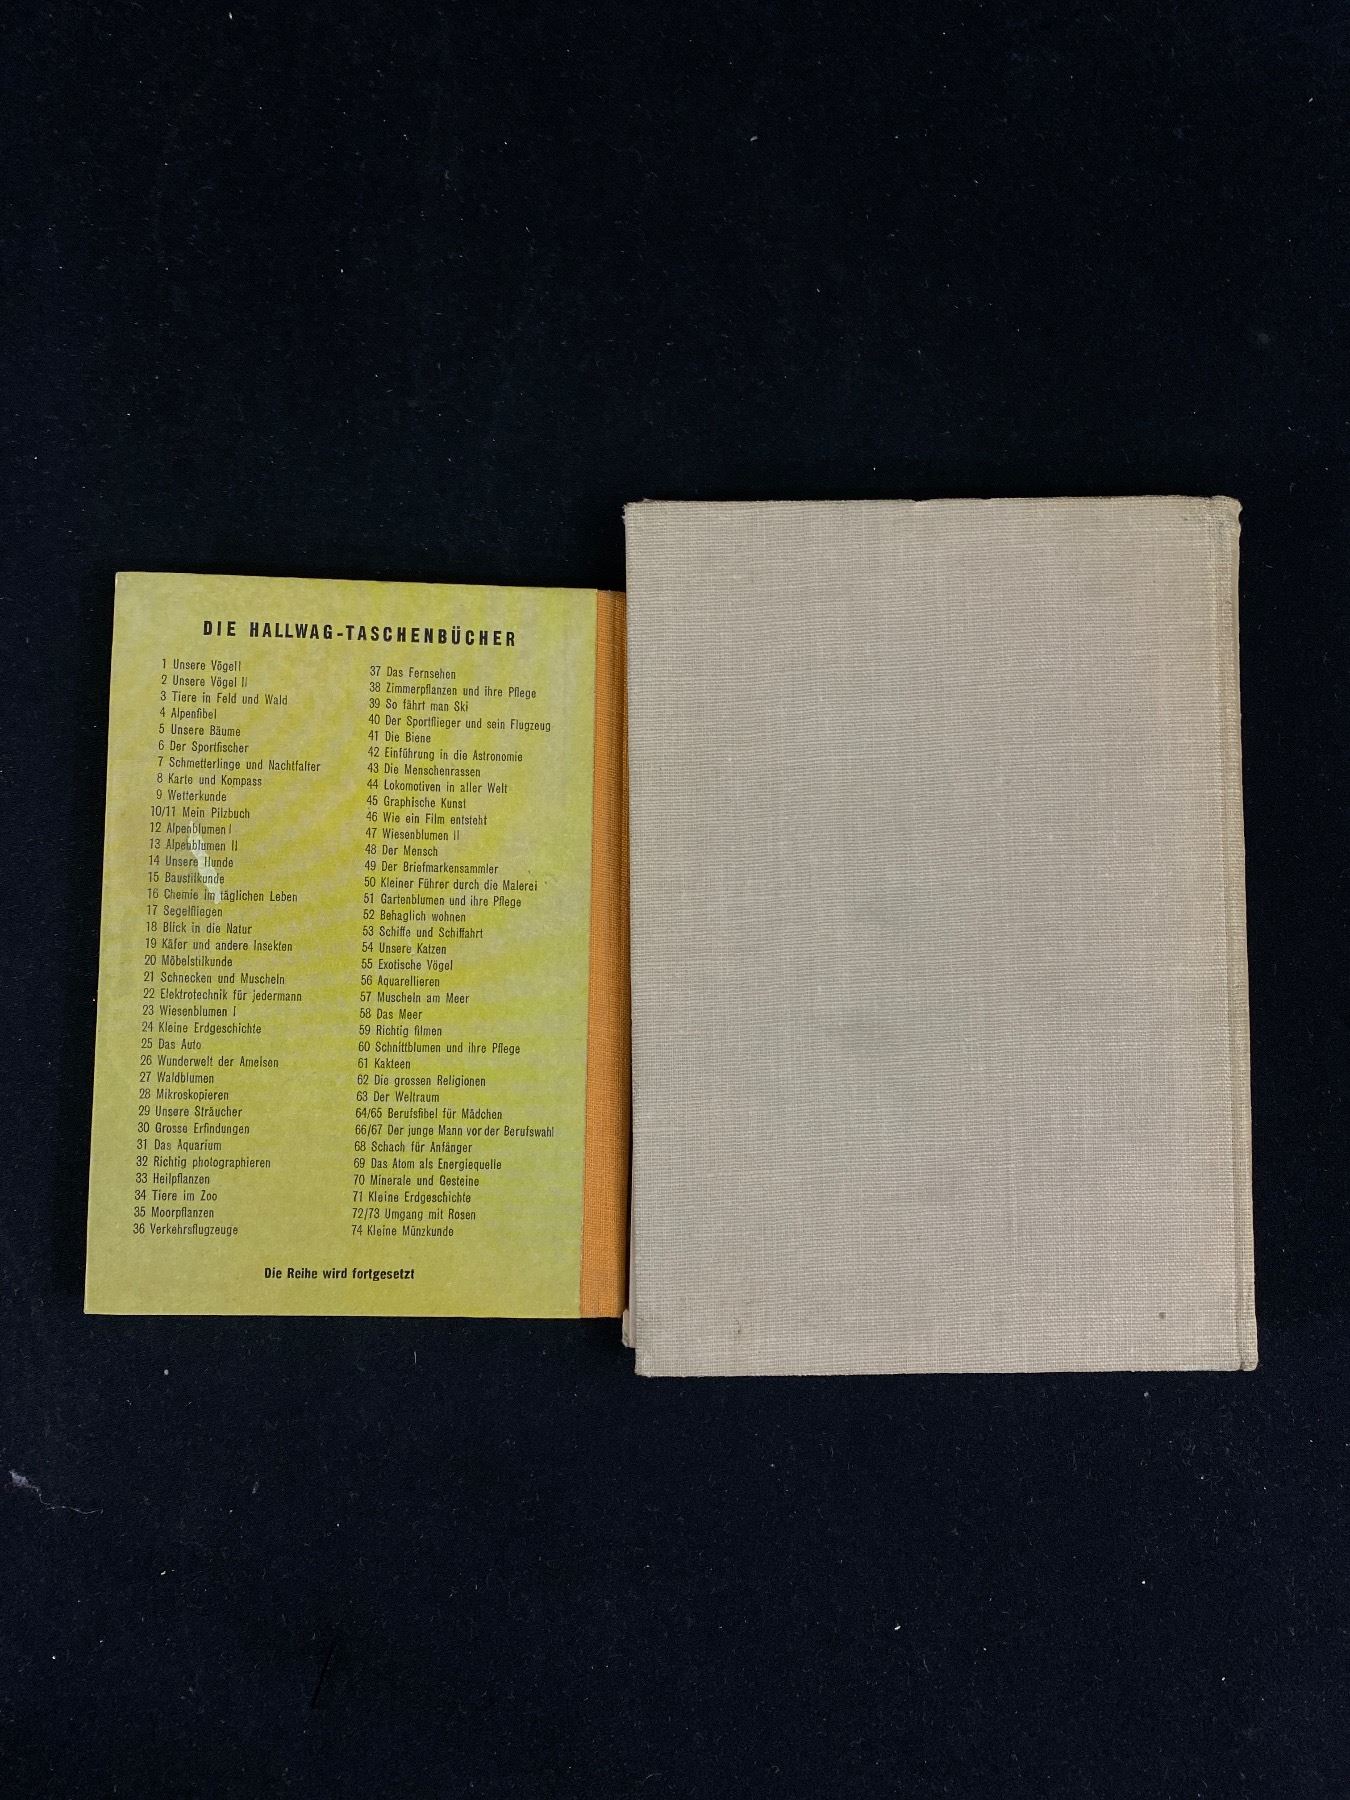 DIE HALLWAG-TASCHENBÜCHER
1 Unsere Vögel I
2 Unsere Vögel II
3 Tiere in Feld und Wald
4 Alpenfibel
5 Unsere Bäume
6 Der Sportfischer
7 Schmetterlinge und Nachtfalter
8 Karte und Kompass
9 Wetterkunde
10/11 Mein Pilzbuch
12 Alpenblumen I
13 Alpenblumen II
14 Unsere Hunde
15 Baustilkunde
16 Chemie im täglichen Leben
17 Segelfliegen
18 Blick in die Natur
19 Käfer und andere Insekten
20 Möbelstilkunde
21 Schnecken und Muscheln
22 Elektrotechnik für jedermann
23 Wiesenblumen I
24 Kleine Erdgeschichte
25 Das Auto
26 Wunderwelt der Ameisen
27 Waldblumen
28 Mikroskopieren
29 Unsere Sträucher
30 Grosse Erfindungen
31 Das Aquarium
32 Richtig photographieren
33 Heilpflanzen
34 Tiere im Zoo
35 Moorpflanzen
36 Verkehrsflugzeuge
37 Das Fernsehen
38 Zimmerpflanzen und ihre Pflege
39 So fährt man Ski
40 Der Sportflieger und sein Flugzeug
41 Die Biene
42 Einführung in die Astronomie
43 Die Menschenrassen
44 Lokomotiven in aller Welt
45 Graphische Kunst
46 Wie ein Film entsteht
47 Wiesenblumen II
48 Der Mensch
49 Der Briefmarkensammler
50 Kleiner Führer durch die Malerei
51 Gartenblumen und ihre Pflege
52 Behaglich wohnen
53 Schiffe und Schiffahrt
54 Unsere Katzen
55 Exotische Vögel
56 Aquarellieren
57 Muscheln am Meer
58 Das Meer
59 Richtig filmen
60 Schnittblumen und ihre Pflege
61 Kakteen
62 Die grossen Religionen
63 Der Weltraum
64/65 Berufsfibel für Mädchen
66/67 Der junge Mann vor der Berufswahl
68 Schach für Anfänger
69 Das Atom als Energiequelle
70 Minerale und Gesteine
71 Kleine Erdgeschichte
72/73 Umgang mit Rosen
74 Kleine Münzkunde
Die Reihe wird fortgesetzt